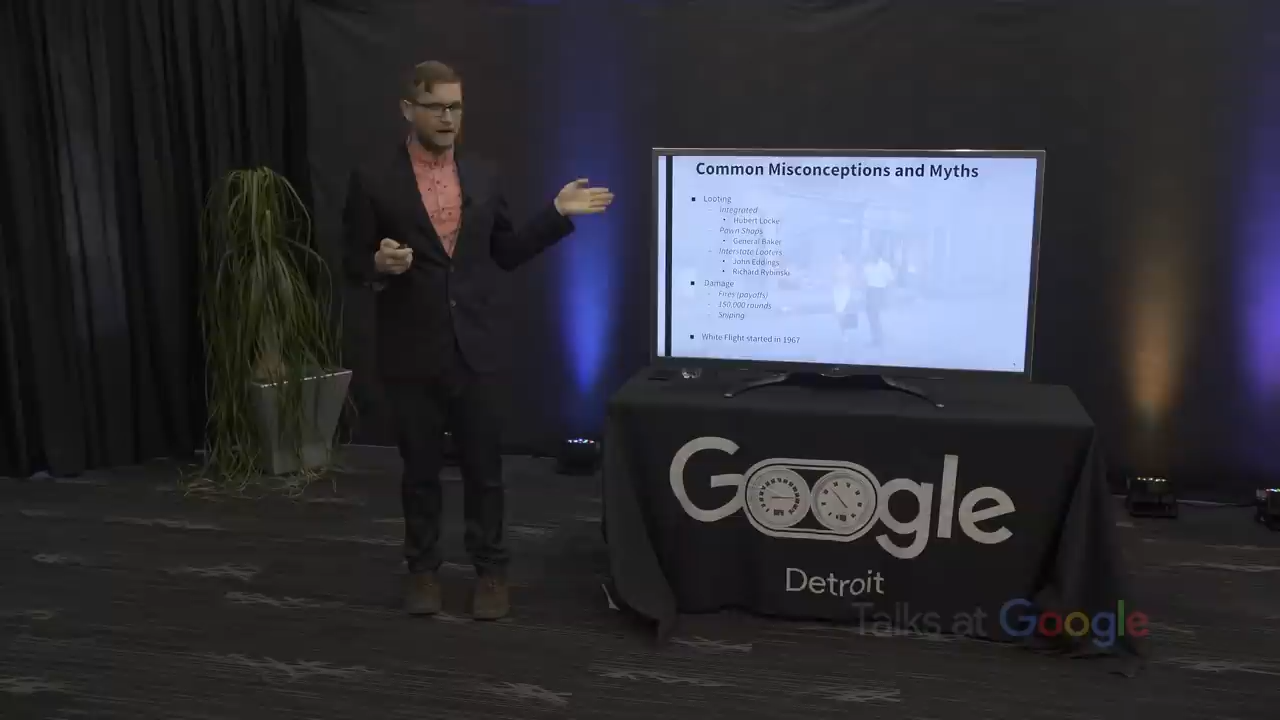 Common Misconceptions and Myths
▪ Looting
- Integrated
• Hubert Locke
- Pawn Shops
• General Baker
- Interstate Looters
• John Eddings
• Richard Rybinski
▪ Damage
- Fires (payoffs)
- 150,000 rounds
- Sniping
▪ White Flight started in 1967
Google
Detroit
Talks at Google